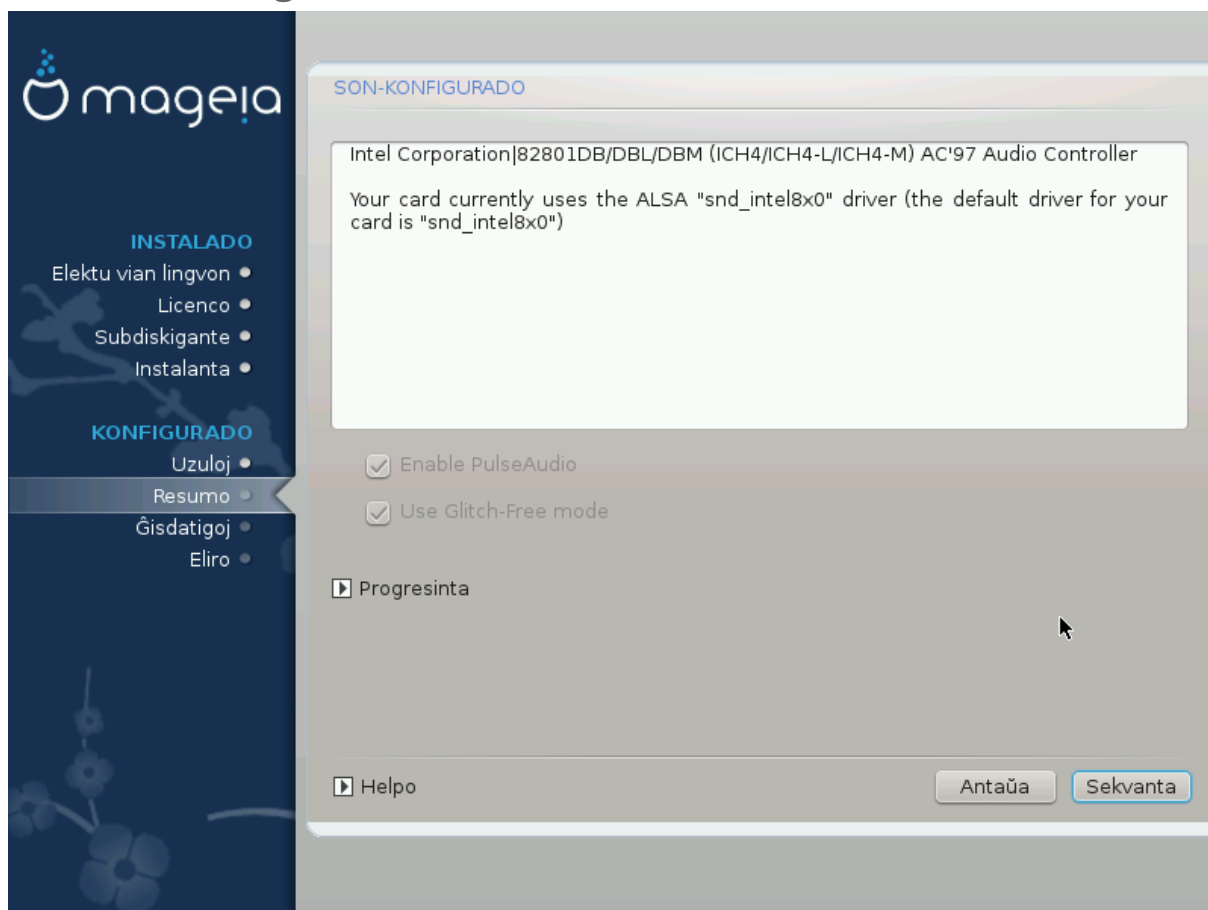 mageia
INSTALADO
Elektu vian lingvon
Licenco
Subdiskigante
Instalanta
KONFIGURADO
Uzuloj
Resumo
Ĝisdatigoj
Eliro
SON-KONFIGURADO
Intel Corporation|82801DB/DBL/DBM (ICH4/ICH4-L/ICH4-M) AC'97 Audio Controller
Your card currently uses the ALSA "snd_intel8x0" driver (the default driver for your
card is "snd_intel8x0")
Enable PulseAudio
Use Glitch-Free mode
Progresinta
Helpo
Antaŭa
Sekvanta